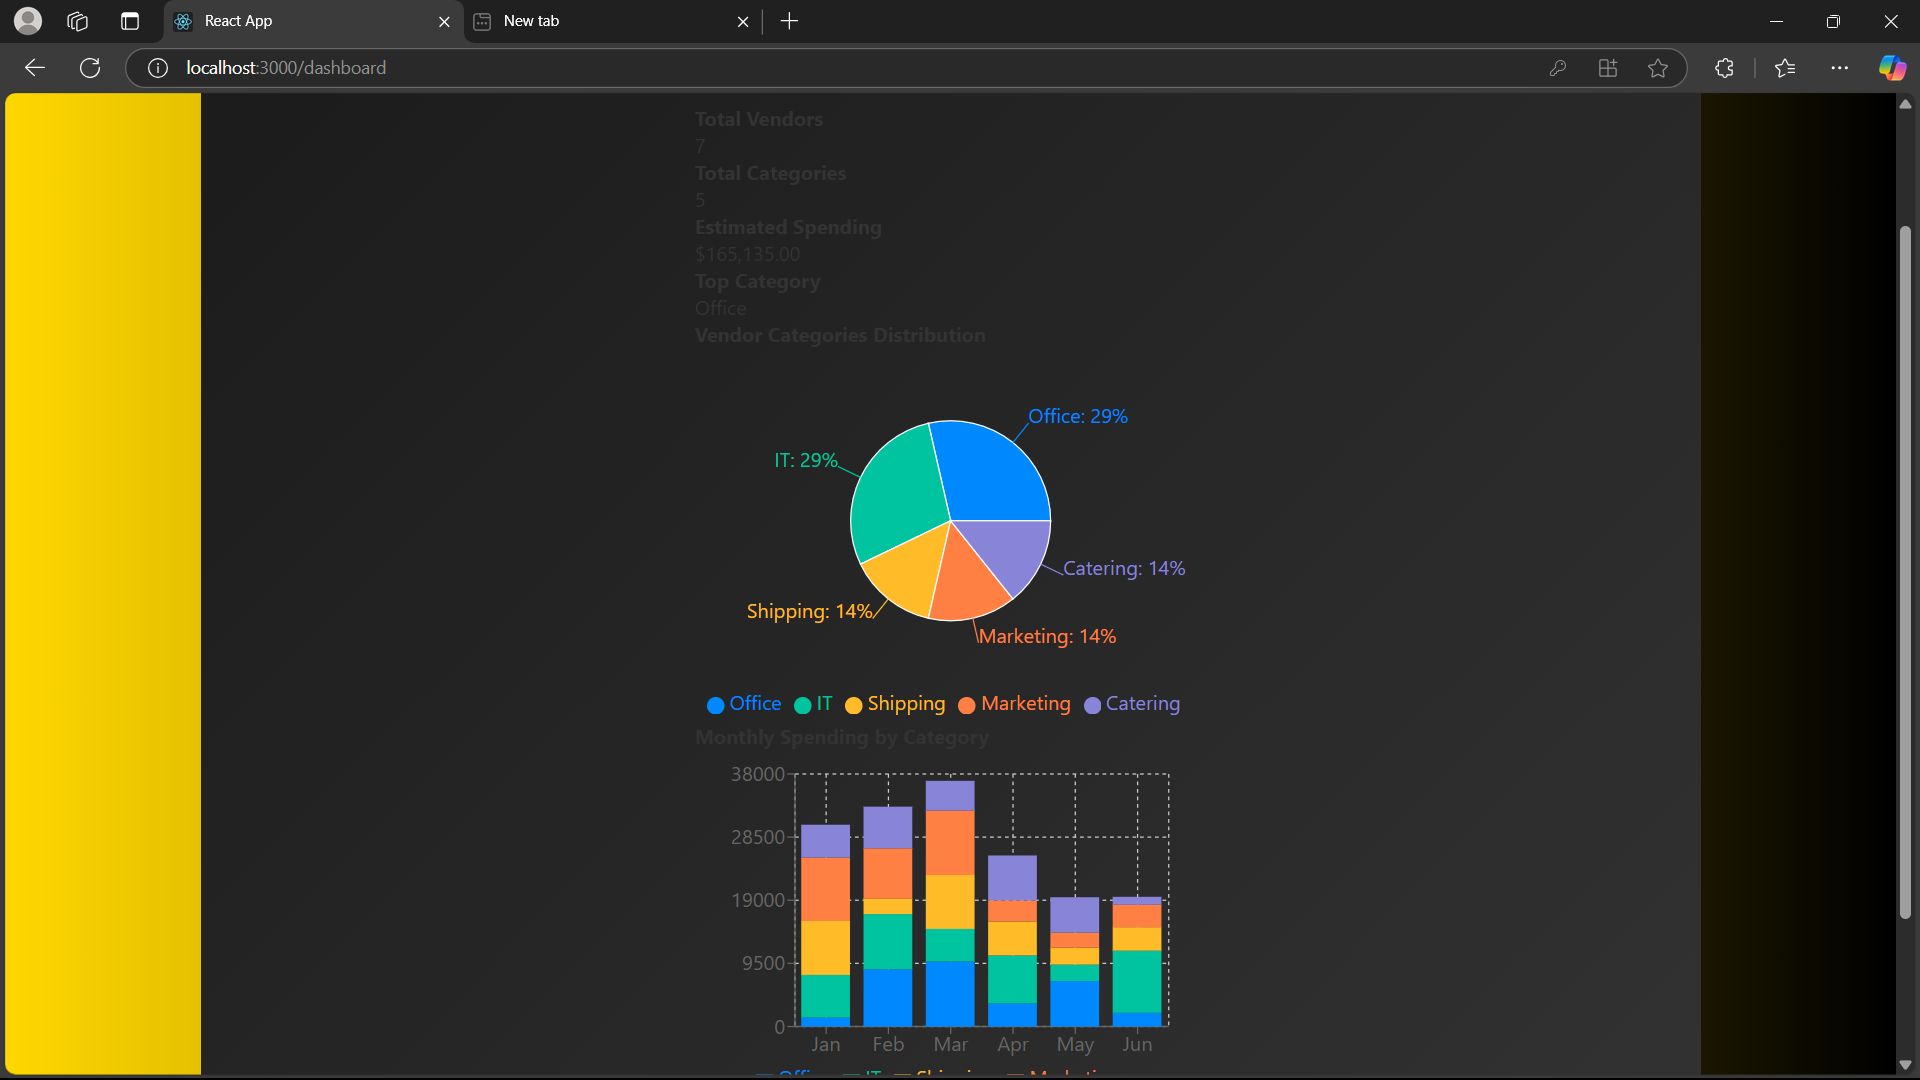 React App
New tab
localhost:3000/dashboard
Total Vendors
7
Total Categories
5
Estimated Spending
$165,135.00
Top Category
Office
Vendor Categories Distribution
Office: 29%
IT: 29%
Catering: 14%
Shipping: 14%
Marketing: 14%
Office IT Shipping Marketing Catering
Monthly Spending by Category
38000
28500
19000
9500
0
Jan Feb Mar Apr May Jun